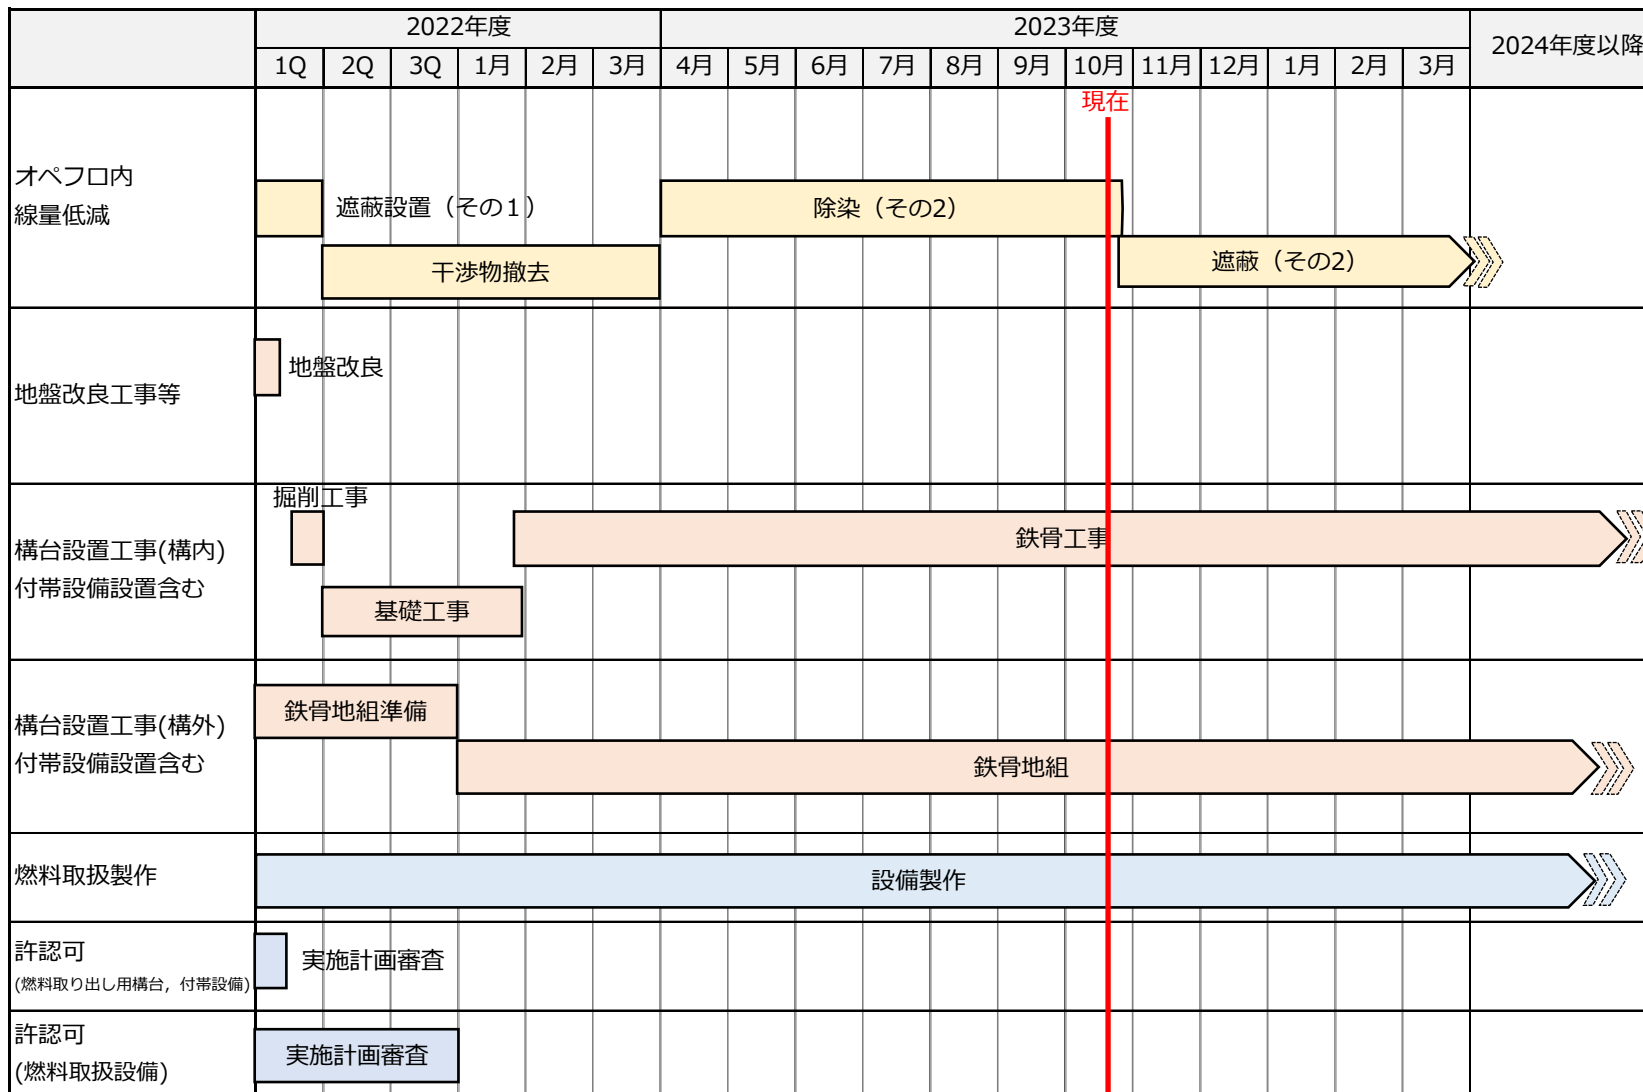 2022年度
2023年度
2024年度以降
1Q 2Q 3Q 1月 2月 3月 4月 5月 6月 7月 8月 9月 10月 11月 12月 1月 2月 3月
現在
オペフロ内
線量低減
遮蔽設置（その１）
除染（その2）
干渉物撤去
遮蔽（その2）
地盤改良工事等
地盤改良
構台設置工事(構内)
付帯設備設置含む
掘削工事
鉄骨工事
基礎工事
構台設置工事(構外)
付帯設備設置含む
鉄骨地組準備
鉄骨地組
燃料取扱製作
設備製作
許認可
(燃料取り出し用構台，付帯設備)
実施計画審査
許認可
(燃料取扱設備)
実施計画審査